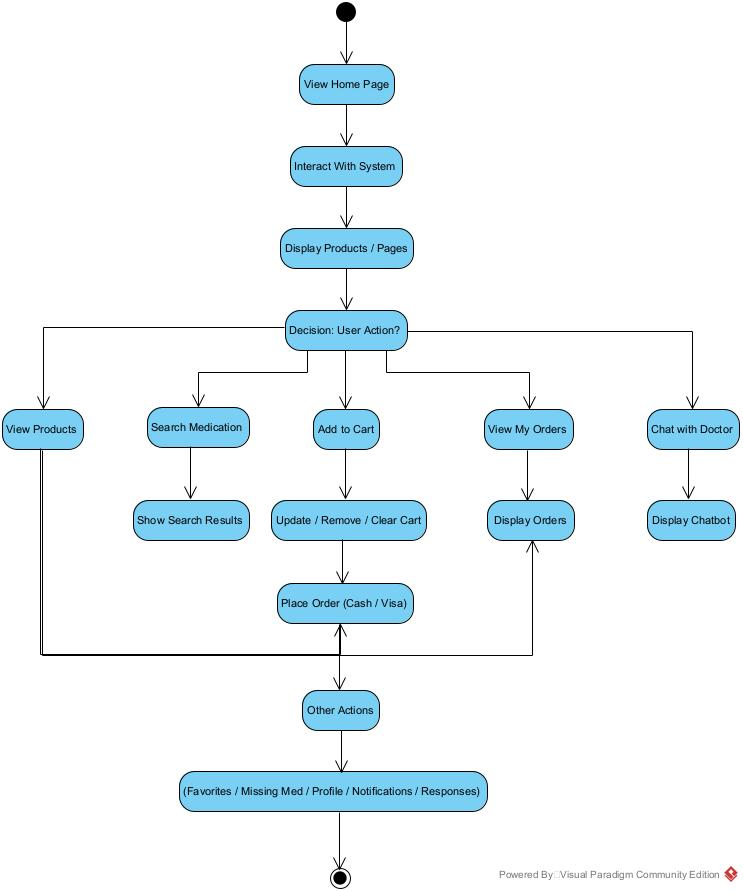 View Home Page
Interact With System
Display Products / Pages
Decision: User Action?
View Products
Search Medication
Add to Cart
View My Orders
Chat with Doctor
Show Search Results
Update / Remove / Clear Cart
Display Orders
Display Chatbot
Place Order (Cash / Visa)
Other Actions
(Favorites / Missing Med / Profile / Notifications / Responses)
Powered By Visual Paradigm Community Edition